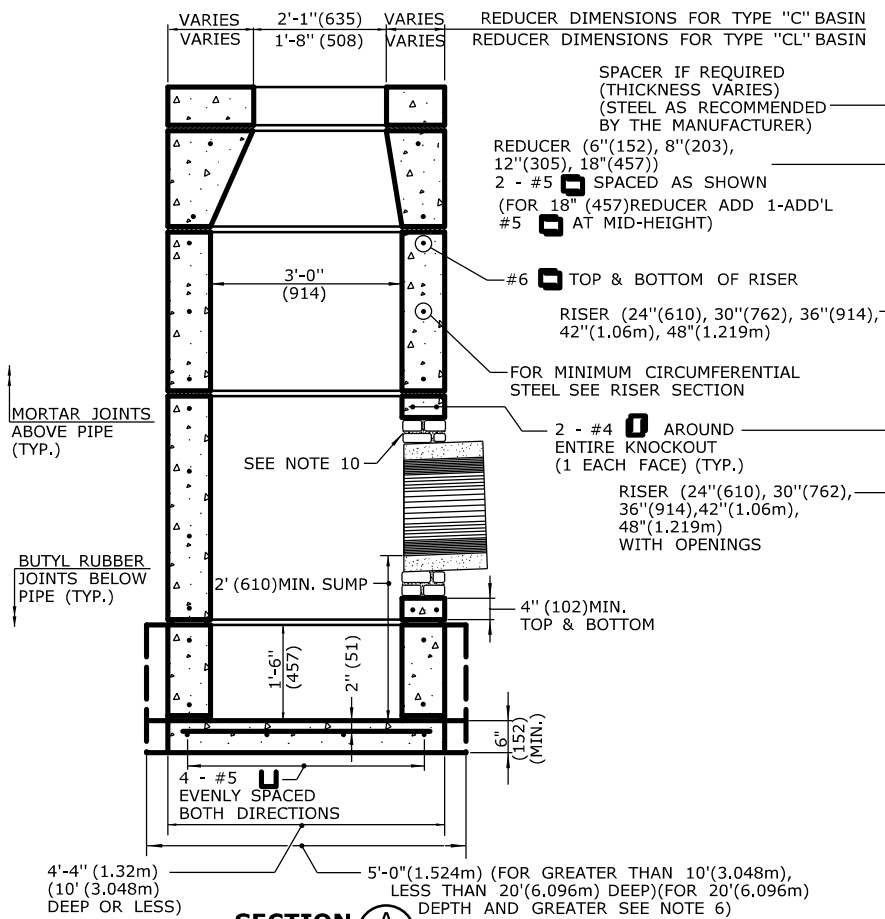 VARIES 2'-1"(635) VARIES REDUCER DIMENSIONS FOR TYPE "C" BASIN
VARIES 1'-8" (508) VARIES REDUCER DIMENSIONS FOR TYPE "CL" BASIN
SPACER IF REQUIRED
(THICKNESS VARIES)
(STEEL AS RECOMMENDED
BY THE MANUFACTURER)
REDUCER (6"(152), 8"(203),
12"(305), 18"(457))
2 - #5 SPACED AS SHOWN
(FOR 18" (457)REDUCER ADD 1-ADD'L
#5 AT MID-HEIGHT)
3'-0"
(914)
#6 TOP & BOTTOM OF RISER
RISER (24"(610), 30"(762), 36"(914),
42"(1.06m), 48"(1.219m)
FOR MINIMUM CIRCUMFERENTIAL
STEEL SEE RISER SECTION
MORTAR JOINTS
ABOVE PIPE
(TYP.)
2 - #4 AROUND
ENTIRE KNOCKOUT
(1 EACH FACE) (TYP.)
SEE NOTE 10
RISER (24"(610), 30"(762),
36"(914),42"(1.06m),
48"(1.219m)
WITH OPENINGS
BUTYL RUBBER
JOINTS BELOW
PIPE (TYP.)
2' (610)MIN. SUMP
4" (102)MIN.
TOP & BOTTOM
1'-6"
(457)
2" (51)
6"
(152)
(MIN.)
4 - #5
EVENLY SPACED
BOTH DIRECTIONS
4'-4" (1.32m)
(10' (3.048m)
DEEP OR LESS)
5'-0"(1.524m) (FOR GREATER THAN 10'(3.048m),
LESS THAN 20'(6.096m) DEEP)(FOR 20'(6.096m)
DEPTH AND GREATER SEE NOTE 6)
SECTION A